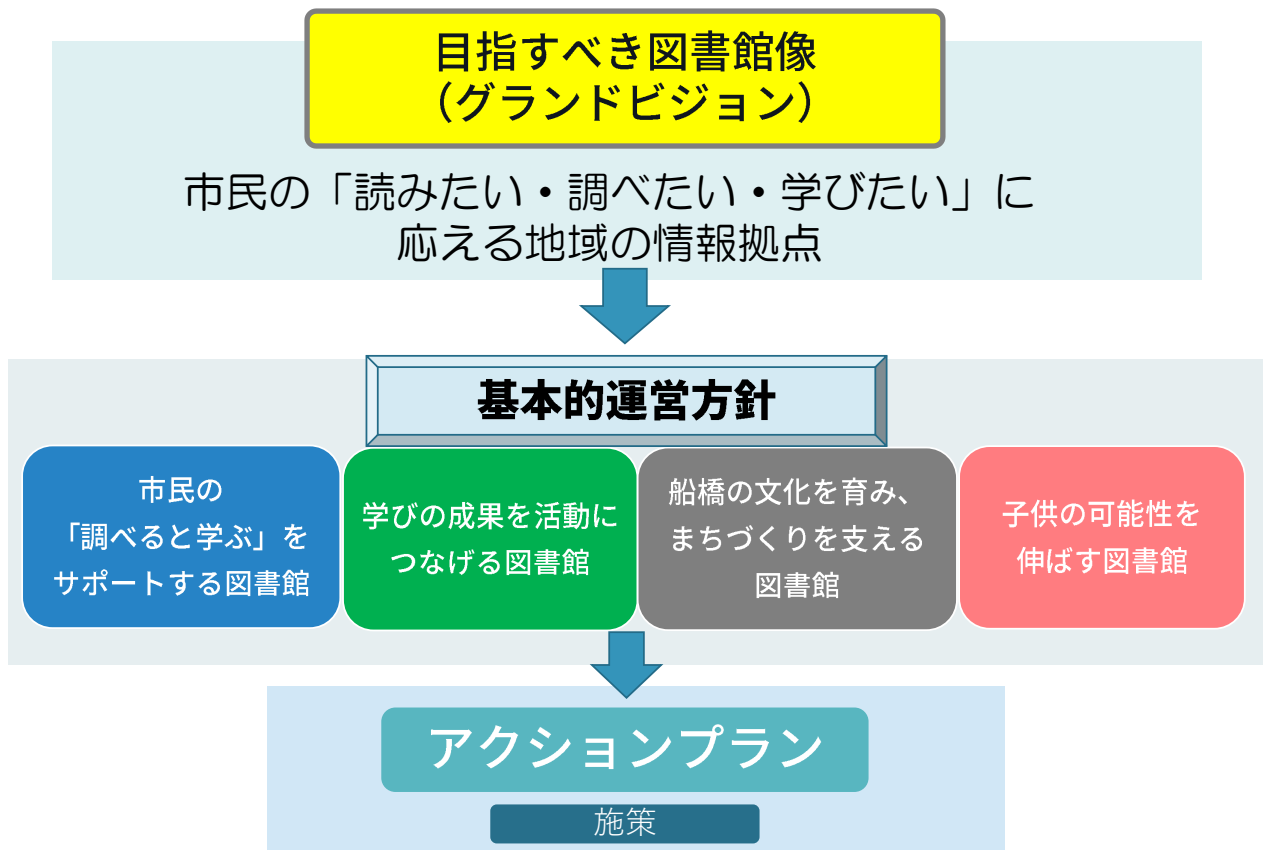 目指すべき図書館像
（グランドビジョン）
市民の「読みたい・調べたい・学びたい」に
応える地域の情報拠点
基本的運営方針
市民の
「調べると学ぶ」を
サポートする図書館
学びの成果を活動に
つなげる図書館
船橋の文化を育み、
まちづくりを支える
図書館
子供の可能性を
伸ばす図書館
アクションプラン
施策